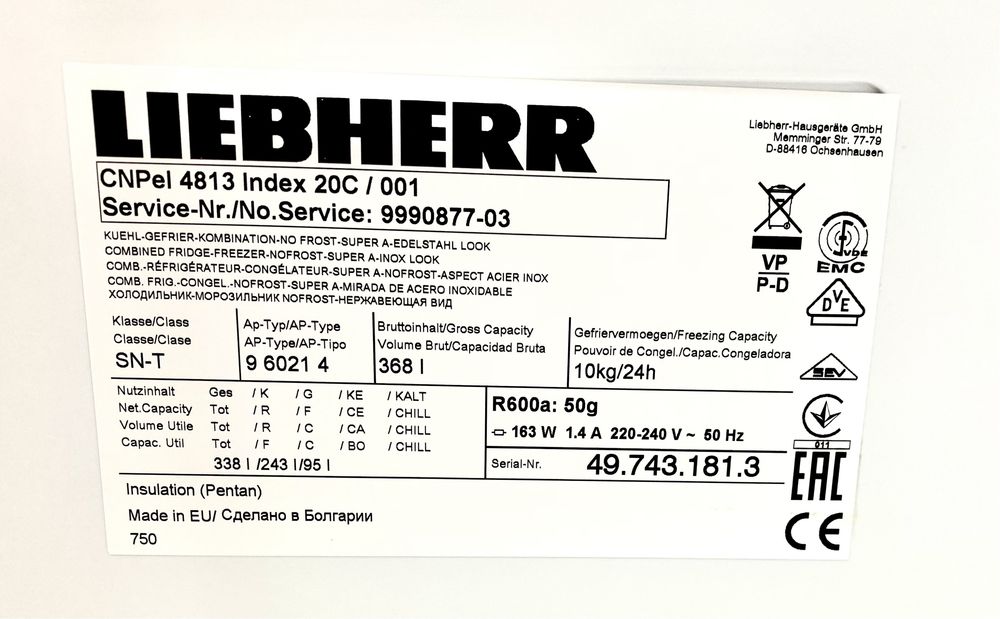 LIEBHERR
Liebherr-Hausgeräte GmbH
Memminger Str. 77-79
D-88416 Ochsenhausen
CNPel 4813 Index 20C / 001
Service-Nr./No.Service: 9990877-03
KUEHL-GEFRIER-KOMBINATION-NO FROST-SUPER A-EDELSTAHL LOOK
COMBINED FRIDGE-FREEZER-NOFROST-SUPER A-INOX LOOK
COMB.-RÉFRIGÉRATEUR-CONGÉLATEUR-SUPER A-NOFROST-ASPECT ACIER INOX
COMB. FRIG.-CONGEL.-NOFROST-SUPER A-MIRADA DE ACERO INOXIDABLE
ХОЛОДИЛЬНИК-МОРОЗИЛЬНИК NOFROST-НЕРЖАВЕЮЩАЯ ВИД
VP
P-D
VDE
EMC
DVE
Klasse/Class
Classe/Clase
SN-T
Ap-Typ/AP-Type
AP-Type/AP-Tipo
9 6021 4
Bruttoinhalt/Gross Capacity
Volume Brut/Capacidad Bruta
368 l
Gefriervermoegen/Freezing Capacity
Pouvoir de Congel./Capac.Congeladora
10kg/24h
SEV
Nutzinhalt Ges / K / G / KE / KALT
Net.Capacity Tot / R / F / CE / CHILL
Volume Utile Tot / R / C / CA / CHILL
Capac. Util Tot / F / C / BO / CHILL
338 l /243 l/95 l
R600a: 50g
163 W 1.4 A 220-240 V ~ 50 Hz
Serial-Nr. 49.743.181.3
011
EAC
CE
Insulation (Pentan)
Made in EU/ Сделано в Болгарии
750